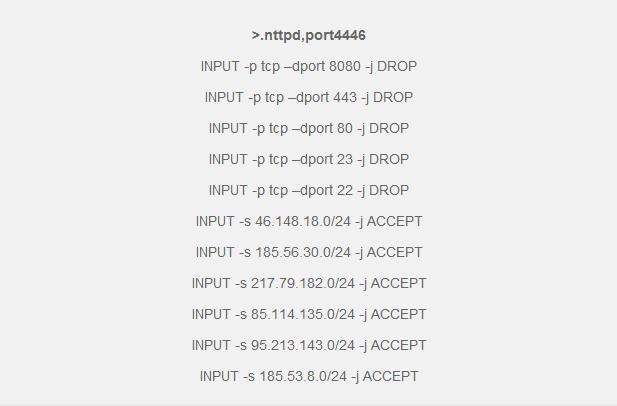 >.nttpd,port4446
INPUT -p tcp –dport 8080 -j DROP
INPUT -p tcp –dport 443 -j DROP
INPUT -p tcp –dport 80 -j DROP
INPUT -p tcp –dport 23 -j DROP
INPUT -p tcp –dport 22 -j DROP
INPUT -s 46.148.18.0/24 -j ACCEPT
INPUT -s 185.56.30.0/24 -j ACCEPT
INPUT -s 217.79.182.0/24 -j ACCEPT
INPUT -s 85.114.135.0/24 -j ACCEPT
INPUT -s 95.213.143.0/24 -j ACCEPT
INPUT -s 185.53.8.0/24 -j ACCEPT